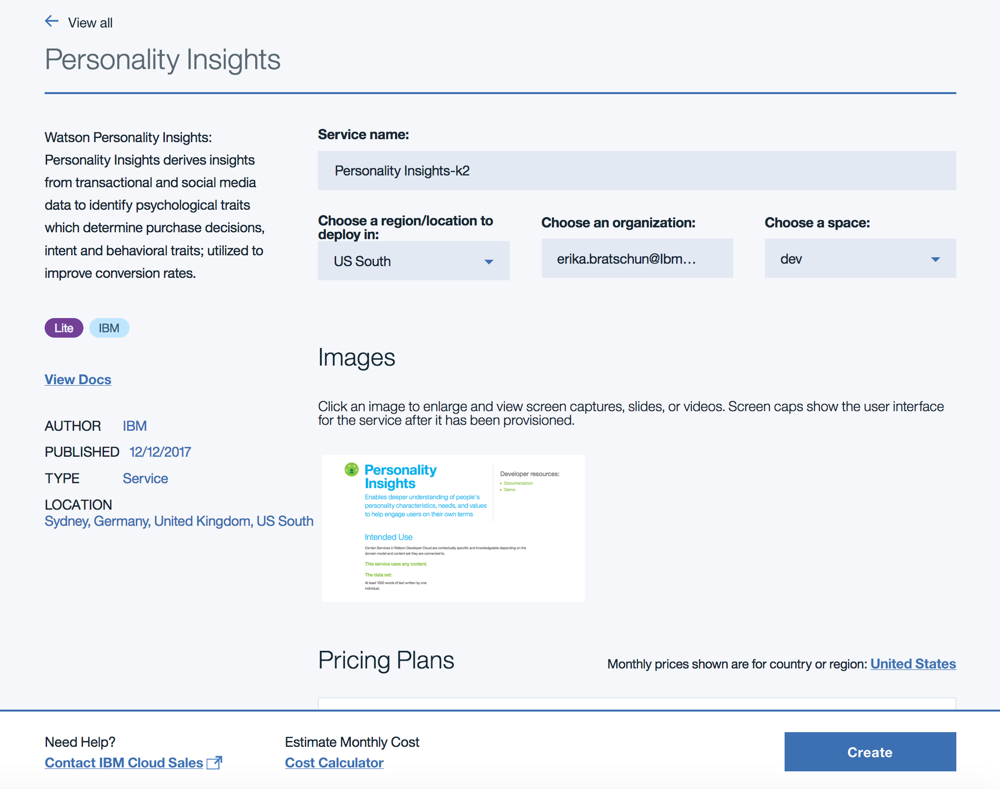 View all
Personality Insights
Watson Personality Insights:
Personality Insights derives insights
from transactional and social media
data to identify psychological traits
which determine purchase decisions,
intent and behavioral traits; utilized to
improve conversion rates.
Lite
IBM
View Docs
AUTHOR IBM
PUBLISHED 12/12/2017
TYPE Service
LOCATION
Sydney, Germany, United Kingdom, US South
Service name:
Personality Insights-k2
Choose a region/location to
deploy in:
US South
Choose an organization:
erika.bratschun@Ibm...
Choose a space:
dev
Images
Click an image to enlarge and view screen captures, slides, or videos. Screen caps show the user interface
for the service after it has been provisioned.
Personality
Insights
Enables deeper understanding of people's
personality characteristics, needs, and values
to help engage users on their own terms
Developer resources:
• Documentation
• Demo
Intended Use
Certain Services in Watson Developer Cloud are contextually specific and knowledgeable depending on the
domain model and content set they are connected to.
This service uses any content.
The data set:
At least 1000 words of text written by one
individual.
Pricing Plans
Monthly prices shown are for country or region: United States
Need Help?
Contact IBM Cloud Sales
Estimate Monthly Cost
Cost Calculator
Create